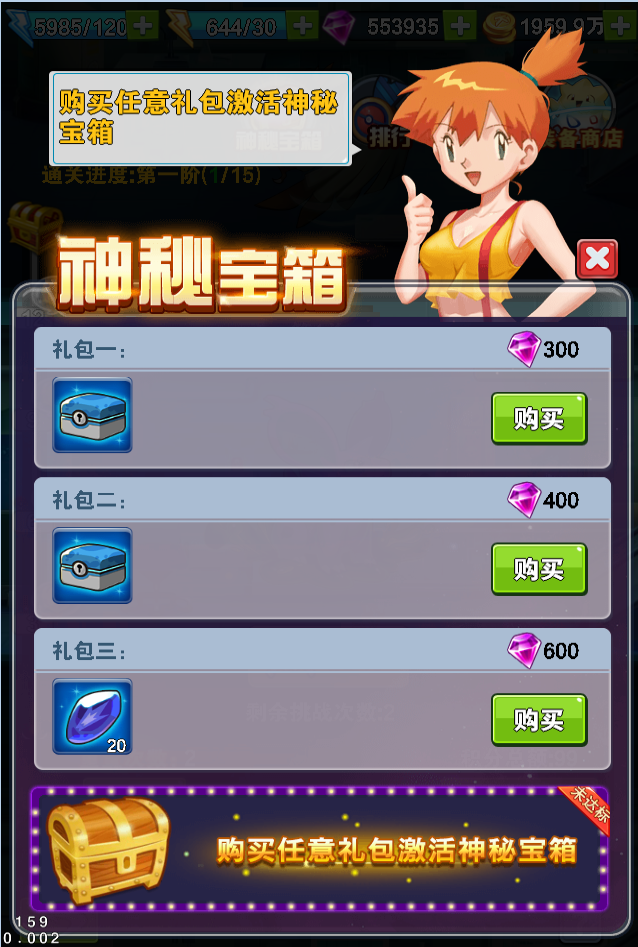 5985/120
644/30
553935
1959.9万
购买任意礼包激活神秘
宝箱
排行
装备商店
通关进度:第一阶(1/15)
神秘宝箱
礼包一:
300
购买
礼包二:
400
购买
礼包三:
600
20
购买
未达标
购买任意礼包激活神秘宝箱
159
0.002